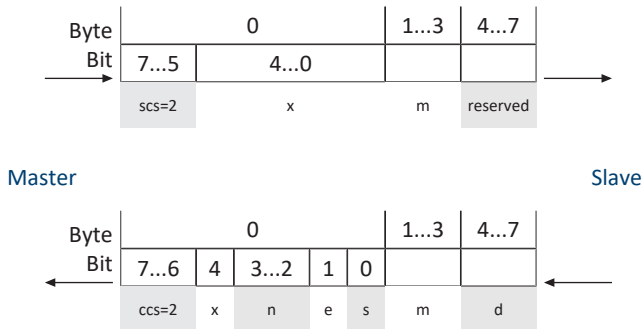 Byte 0 1...3 4...7
Bit 7...5 4...0
scs=2 x m reserved
Master Slave
Byte 0 1...3 4...7
Bit 7...6 4 3...2 1 0
ccs=2 x n e s m d